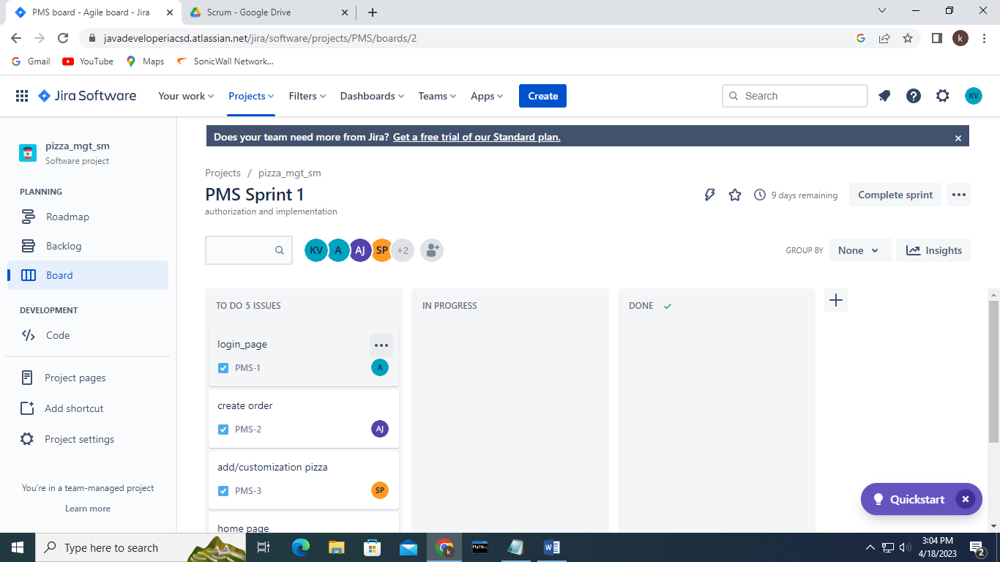 PMS board - Agile board - Jira
Scrum - Google Drive
javadeveloperiacsd.atlassian.net/jira/software/projects/PMS/boards/2
k
Gmail
YouTube
Maps
SonicWall Network...
Jira Software
Your work
Projects
Filters
Dashboards
Teams
Apps
Create
Search
KV
pizza_mgt_sm
Software project
PLANNING
Roadmap
Backlog
Board
DEVELOPMENT
Code
Project pages
Add shortcut
Project settings
You're in a team-managed project
Learn more
Does your team need more from Jira? Get a free trial of our Standard plan.
Projects / pizza_mgt_sm
PMS Sprint 1
authorization and implementation
9 days remaining
Complete sprint
KV A AJ SP +2
GROUP BY None
Insights
TO DO 5 ISSUES
login_page
PMS-1
A
create order
PMS-2
AJ
add/customization pizza
PMS-3
SP
home page
IN PROGRESS
DONE
Quickstart
Type here to search
k
MySQL
W
3:04 PM
4/18/2023
2